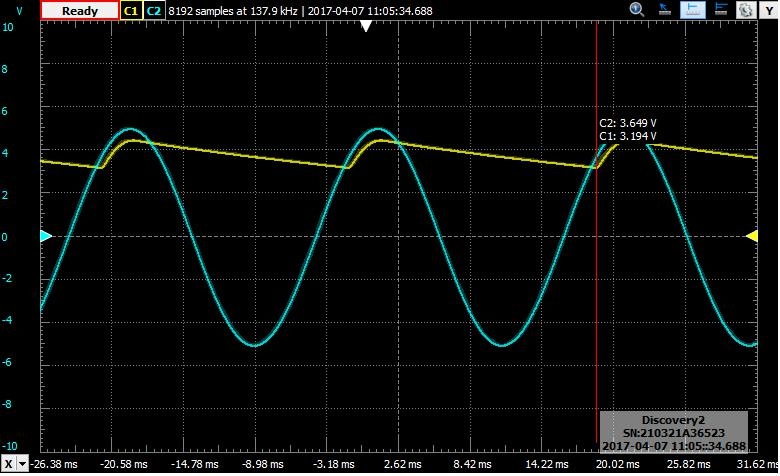 V Ready C1 C2 8192 samples at 137.9 kHz | 2017-04-07 11:05:34.688 Y
10
8
6
C2: 3.649 V
C1: 3.194 V
4
2
0
-2
-4
-6
-8
Discovery2
SN:210321A36523
2017-04-07 11:05:34.688
-10
X -26.38 ms -20.58 ms -14.78 ms -8.98 ms -3.18 ms 2.62 ms 8.42 ms 14.22 ms 20.02 ms 25.82 ms 31.62 ms